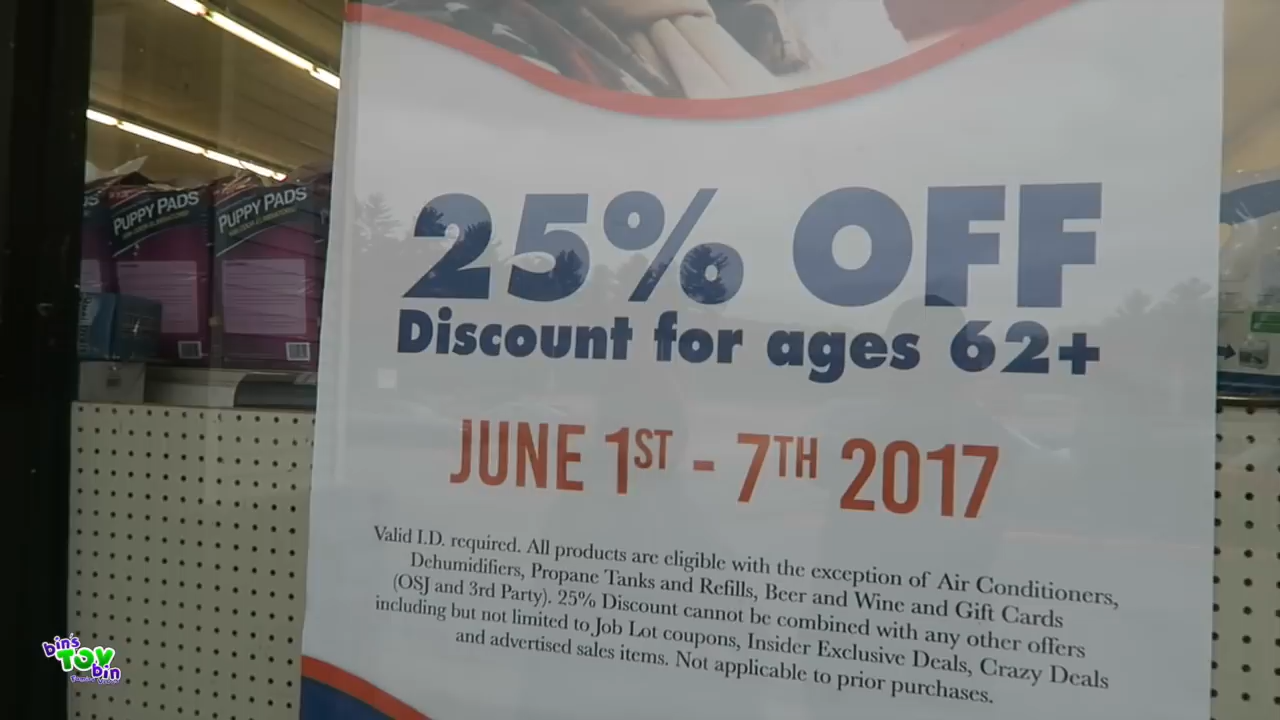 PUPPY PADS
PUPPY PADS
25% OFF
Discount for ages 62+
JUNE 1ST - 7TH 2017
Valid I.D. required. All products are eligible with the exception of Air Conditioners,
Dehumidifiers, Propane Tanks and Refills, Beer and Wine and Gift Cards
(OSJ and 3rd Party). 25% Discount cannot be combined with any other offers
including but not limited to Job Lot coupons, Insider Exclusive Deals, Crazy Deals
and advertised sales items. Not applicable to prior purchases.
bin's
TOY
bin